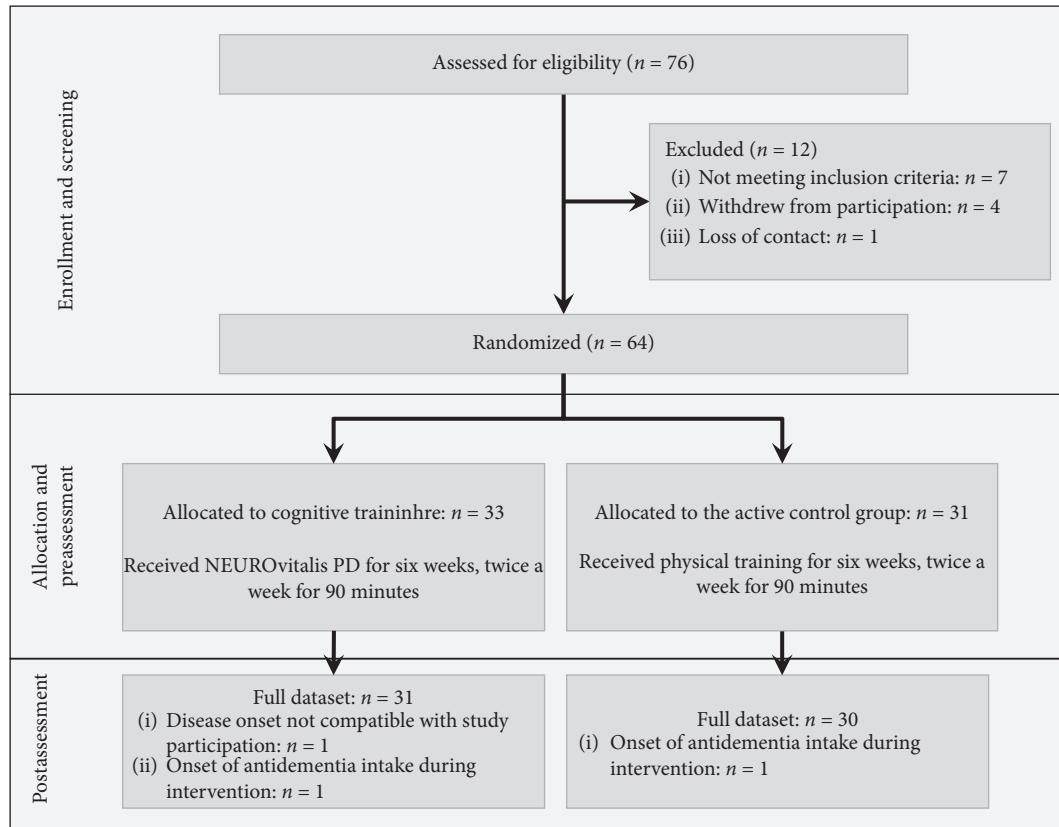 Enrollment and screening
Assessed for eligibility (n = 76)
Excluded (n = 12)
(i) Not meeting inclusion criteria: n = 7
(ii) Withdrew from participation: n = 4
(iii) Loss of contact: n = 1
Randomized (n = 64)
Allocation and
preassessment
Allocated to cognitive traininhre: n = 33
Received NEUROvitalis PD for six weeks, twice a
week for 90 minutes
Allocated to the active control group: n = 31
Received physical training for six weeks, twice a
week for 90 minutes
Postassessment
Full dataset: n = 31
(i) Disease onset not compatible with study
participation: n = 1
(ii) Onset of antidementia intake during
intervention: n = 1
Full dataset: n = 30
(i) Onset of antidementia intake during
intervention: n = 1